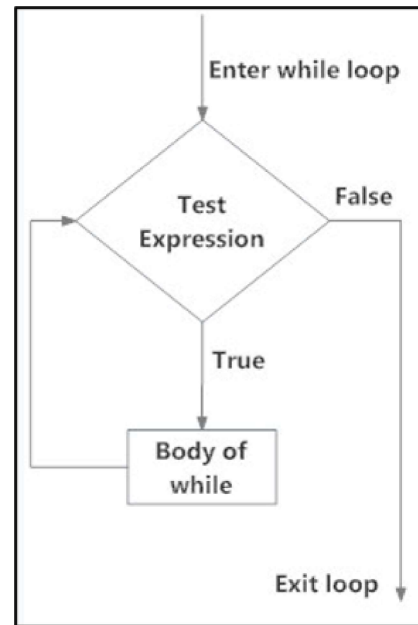 Enter while loop
Test
Expression
False
True
Body of
while
Exit loop